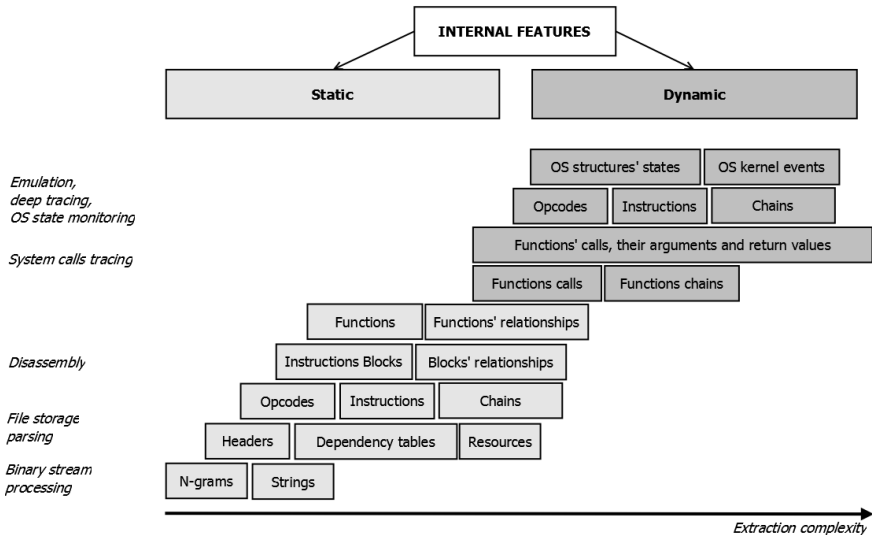 INTERNAL FEATURES
Static
Dynamic
OS structures' states
OS kernel events
Emulation,
deep tracing,
OS state monitoring
Opcodes
Instructions
Chains
System calls tracing
Functions' calls, their arguments and return values
Functions calls
Functions chains
Functions
Functions' relationships
Disassembly
Instructions Blocks
Blocks' relationships
Opcodes
Instructions
Chains
File storage
parsing
Headers
Dependency tables
Resources
Binary stream
processing
N-grams
Strings
Extraction complexity